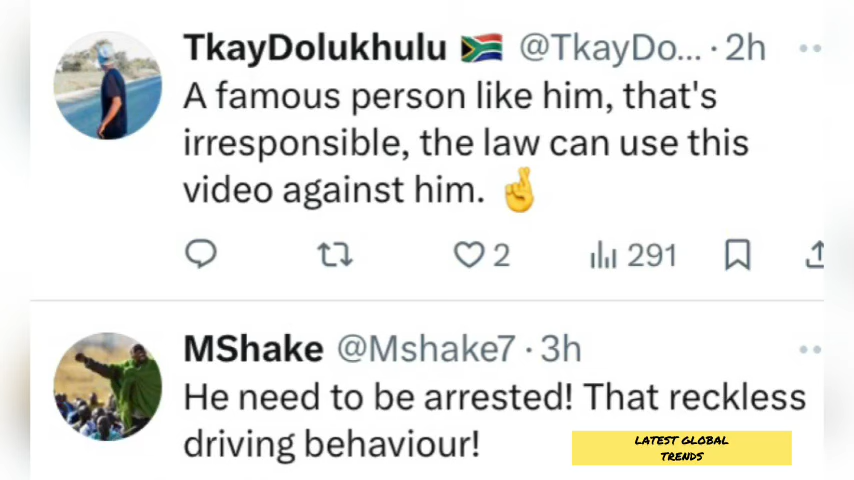 TkayDolukhulu 🇿🇦 @TkayDo... · 2h
A famous person like him, that's
irresponsible, the law can use this
video against him. 🤞
2 291
MShake @Mshake7 · 3h
He need to be arrested! That reckless
driving behaviour!
LATEST GLOBAL
TRENDS